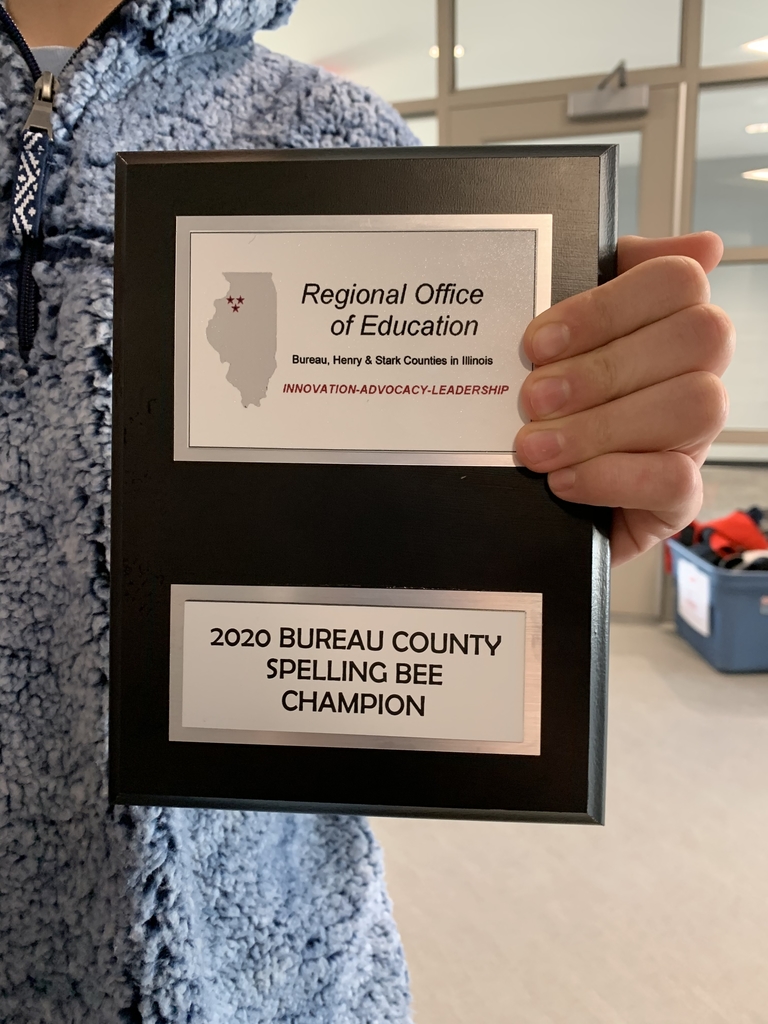 Regional Office
of Education
Bureau, Henry & Stark Counties in Illinois
INNOVATION-ADVOCACY-LEADERSHIP
2020 BUREAU COUNTY
SPELLING BEE
CHAMPION